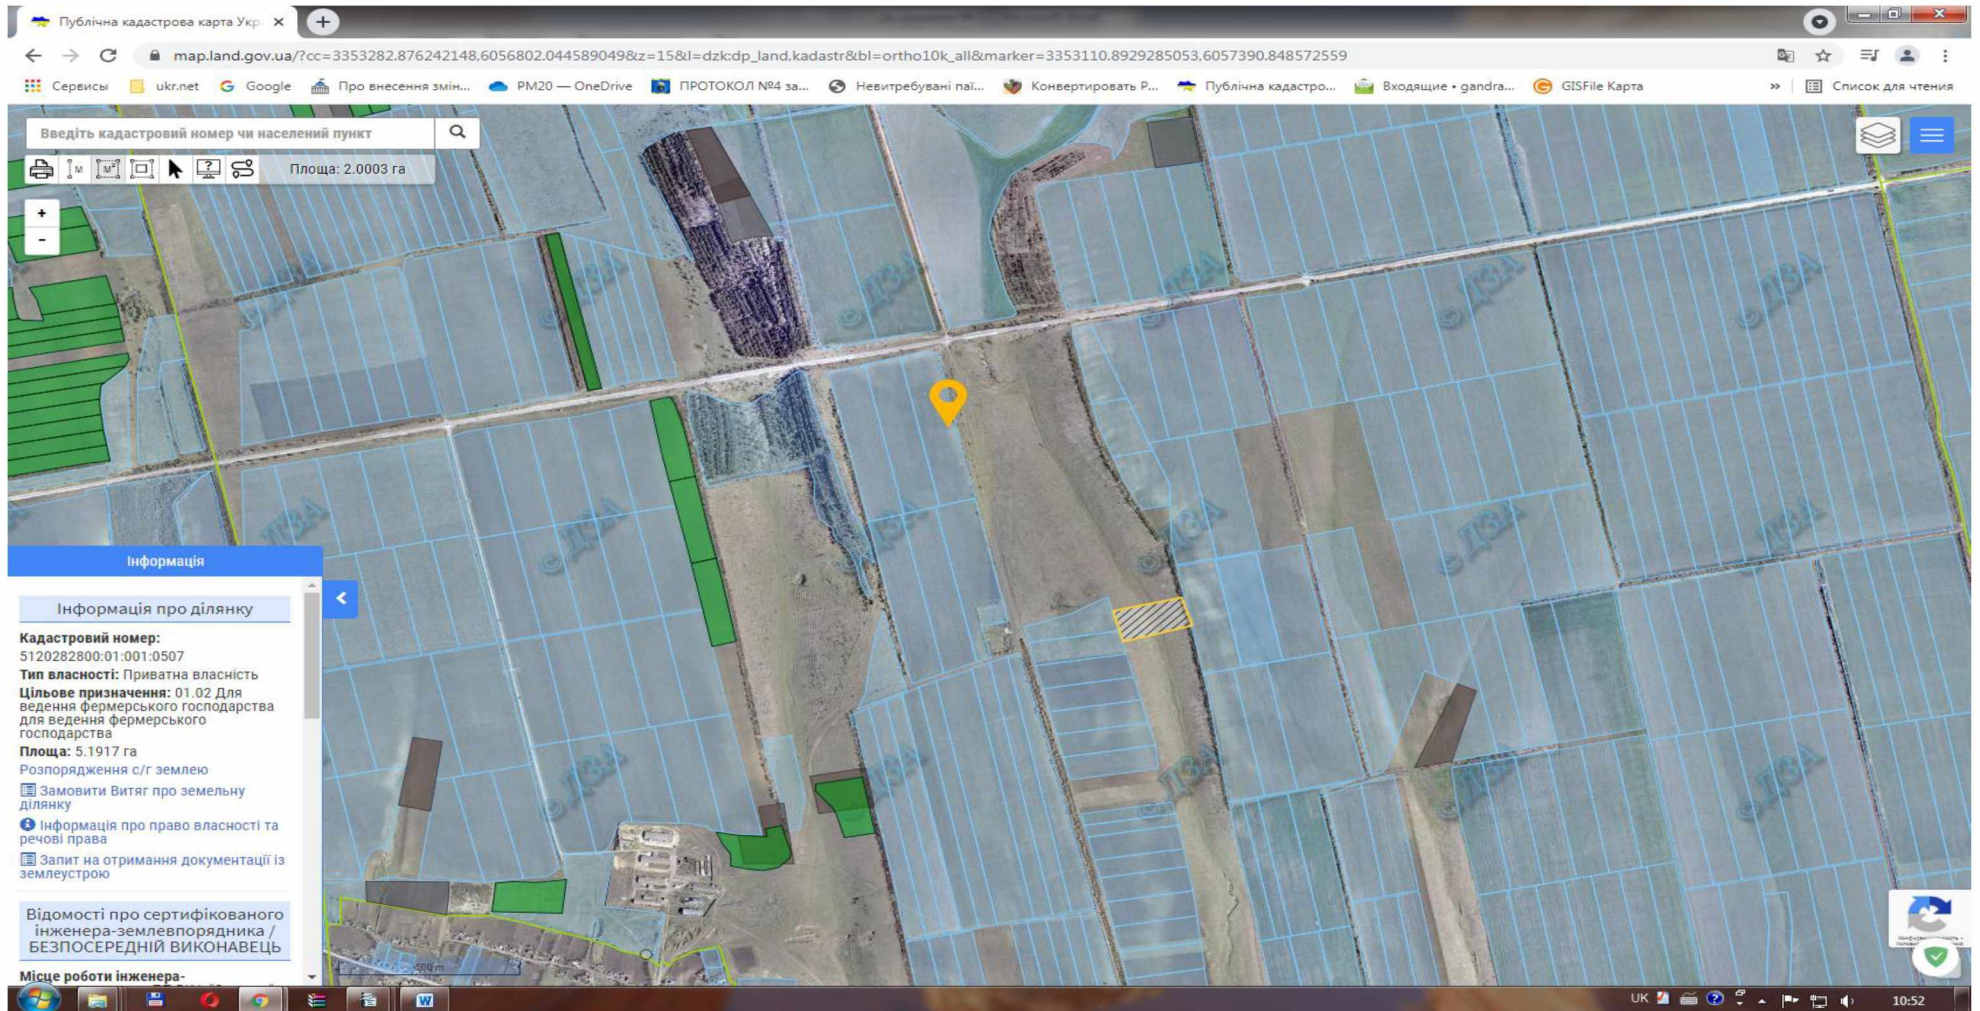 Публічна кадастрова карта Укр
map.land.gov.ua/?cc=3353282.876242148,6056802.044589049&z=15&l=dzk:dp_land,kadastr&bl=ortho10k_all&marker=3353110.8929285053,6057390.848572559
Сервисы ukr.net Google Про внесення змін... PM20 — OneDrive ПРОТОКОЛ №4 за... Невитребувані паї... Конвертировать P... Публічна кадастро... Входящие • gandra... GISFile Карта » Список для чтения
Введіть кадастровий номер чи населений пункт
Площа: 2.0003 га
+
-
© ДЗА
Інформація
Інформація про ділянку
Кадастровий номер:
5120282800:01:001:0507
Тип власності: Приватна власність
Цільове призначення: 01.02 Для
ведення фермерського господарства
для ведення фермерського
господарства
Площа: 5.1917 га
Розпорядження с/г землею
Замовити Витяг про земельну
ділянку
Інформація про право власності та
речові права
Запит на отримання документації із
землеустрою
Відомості про сертифікованого
інженера-землевпорядника /
БЕЗПОСЕРЕДНІЙ ВИКОНАВЕЦЬ
Місце роботи інженера-
500 m
UK 10:52